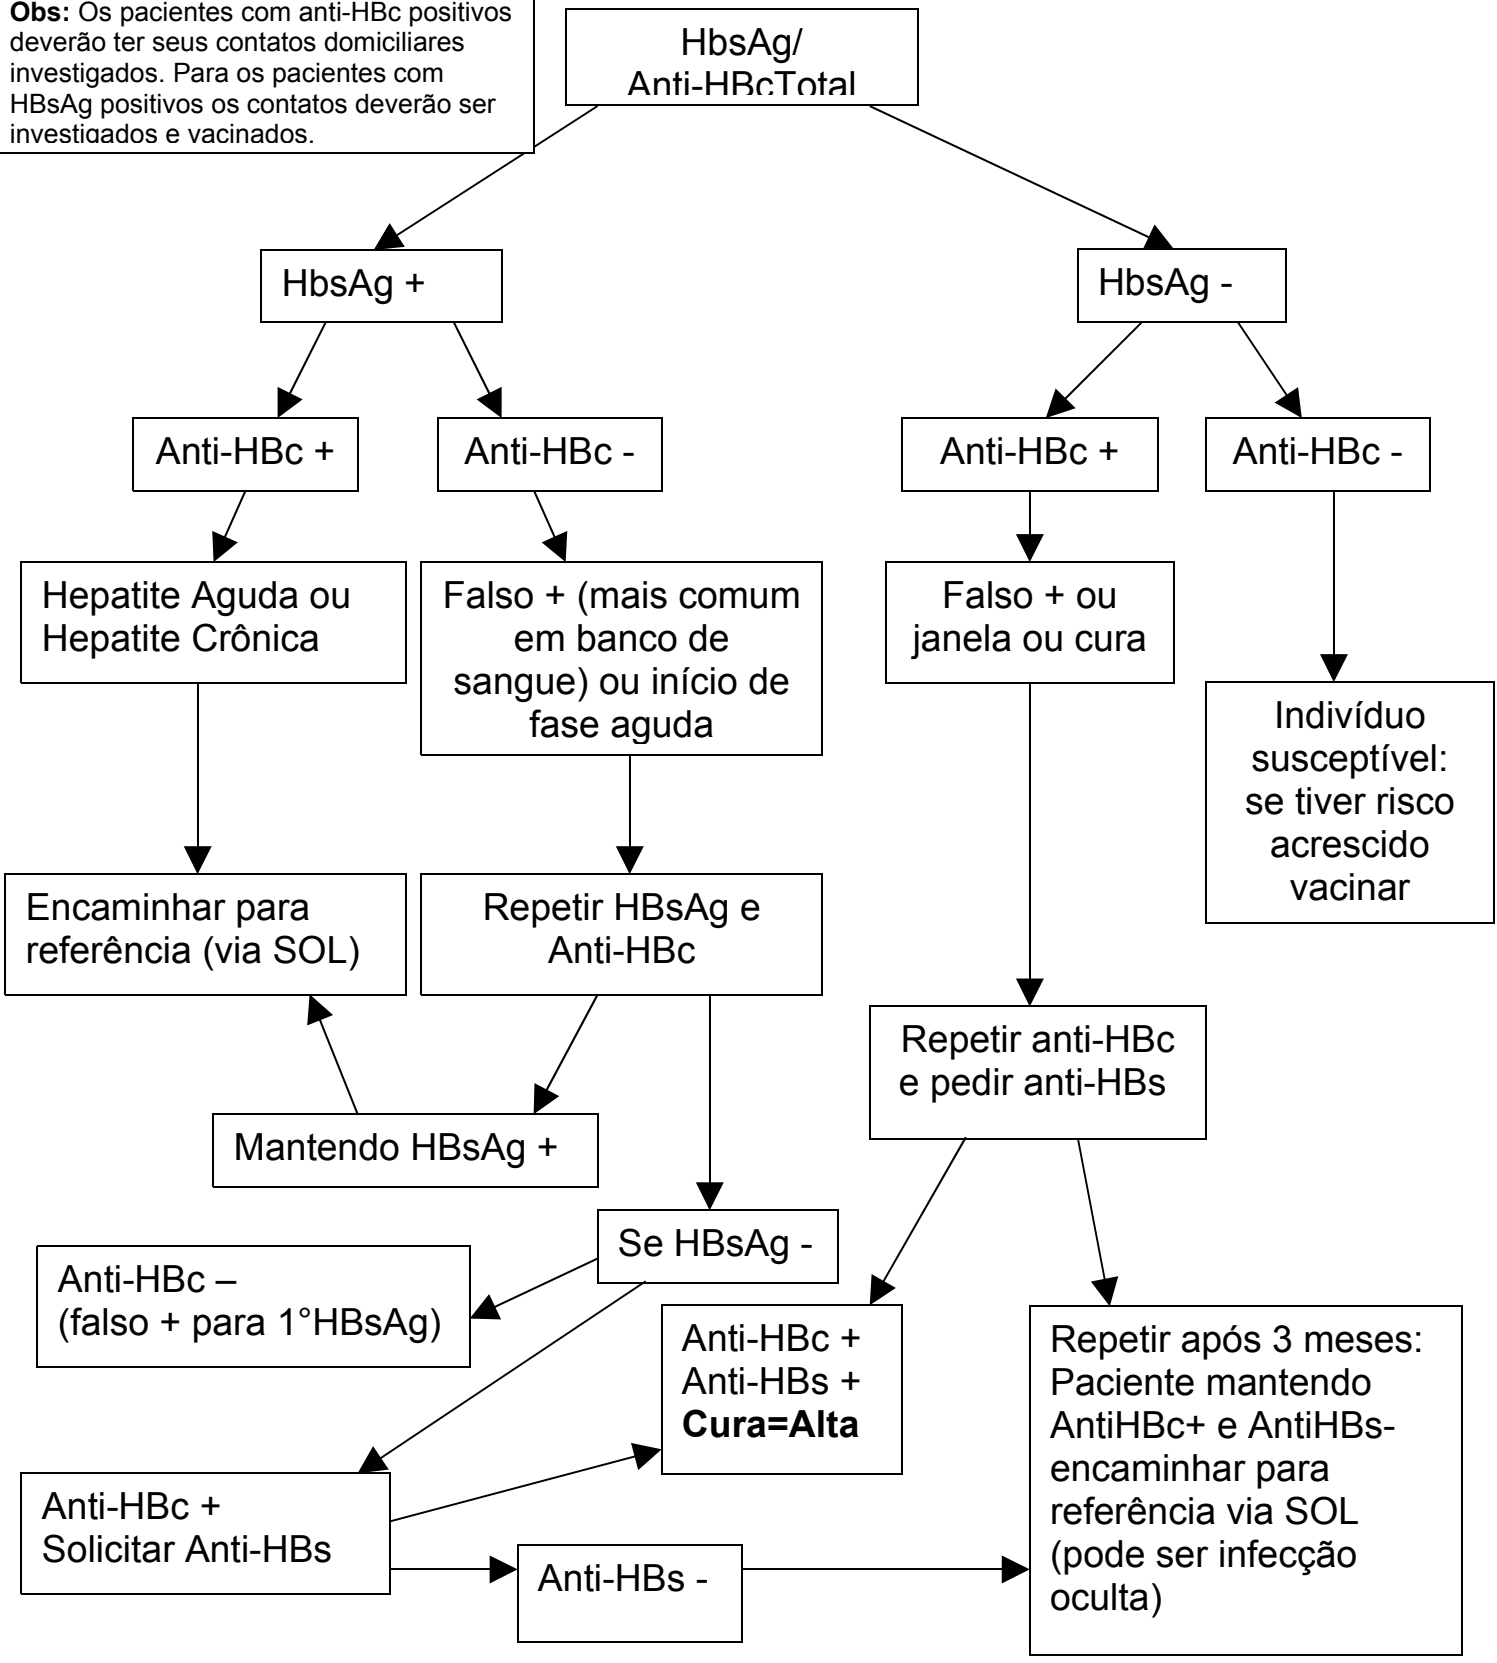 Obs: Os pacientes com anti-HBc positivos
deverão ter seus contatos domiciliares
investigados. Para os pacientes com
HBsAg positivos os contatos deverão ser
investigados e vacinados.
HbsAg/
Anti-HBcTotal
HbsAg +
HbsAg -
Anti-HBc +
Anti-HBc -
Anti-HBc +
Anti-HBc -
Hepatite Aguda ou
Hepatite Crônica
Falso + (mais comum
em banco de
sangue) ou início de
fase aguda
Falso + ou
janela ou cura
Indivíduo
susceptível:
se tiver risco
acrescido
vacinar
Encaminhar para
referência (via SOL)
Repetir HBsAg e
Anti-HBc
Repetir anti-HBc
e pedir anti-HBs
Mantendo HBsAg +
Se HBsAg -
Anti-HBc –
(falso + para 1°HBsAg)
Anti-HBc +
Anti-HBs +
Cura=Alta
Repetir após 3 meses:
Paciente mantendo
AntiHBc+ e AntiHBs-
encaminhar para
referência via SOL
(pode ser infecção
oculta)
Anti-HBc +
Solicitar Anti-HBs
Anti-HBs -